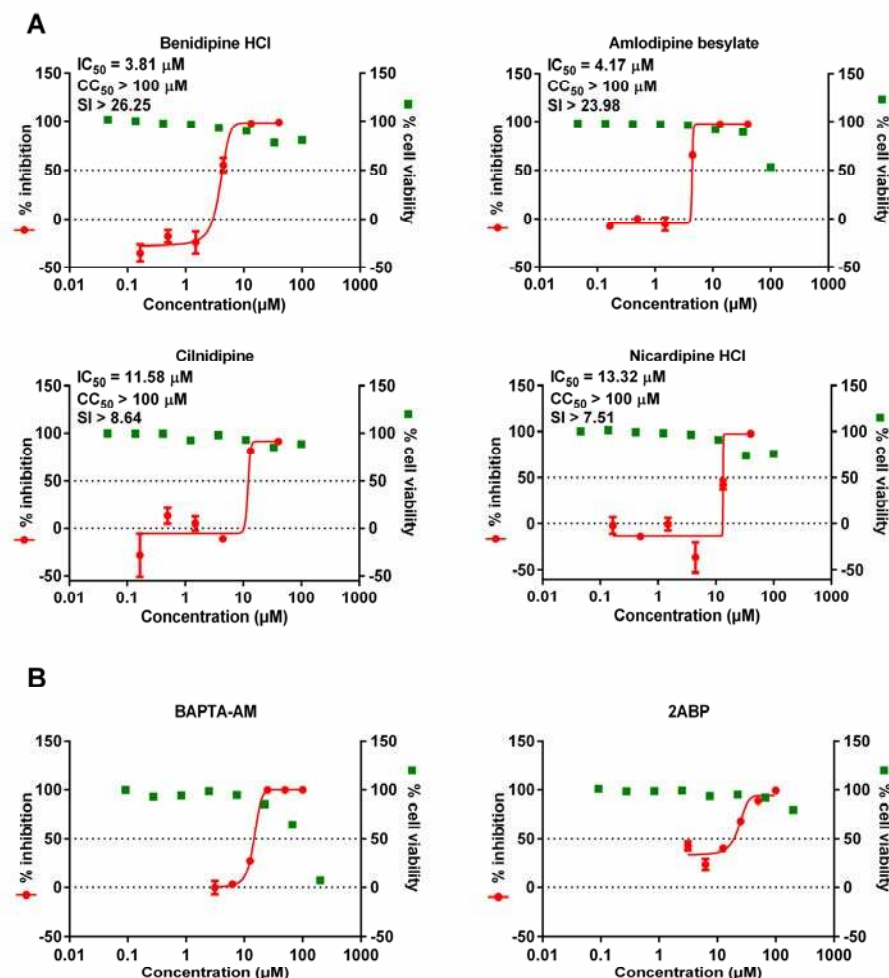 A
Benidipine HCl
IC50 = 3.81 μM
CC50 > 100 μM
SI > 26.25
150
100
50
0
-50
% inhibition
150
100
50
0
-50
% cell viability
0.01 0.1 1 10 100 1000
Concentration(μM)
Amlodipine besylate
IC50 = 4.17 μM
CC50 > 100 μM
SI > 23.98
150
100
50
0
-50
% inhibition
150
100
50
0
-50
% cell viability
0.01 0.1 1 10 100 1000
Concentration (μM)
Cilnidipine
IC50 = 11.58 μM
CC50 > 100 μM
SI > 8.64
150
100
50
0
-50
% inhibition
150
100
50
0
-50
% cell viability
0.01 0.1 1 10 100 1000
Concentration (μM)
Nicardipine HCl
IC50 = 13.32 μM
CC50 > 100 μM
SI > 7.51
150
100
50
0
-50
% inhibition
150
100
50
0
-50
% cell viability
0.01 0.1 1 10 100 1000
Concentration (μM)
B
BAPTA-AM
150
100
50
0
-50
% inhibition
150
100
50
0
-50
% cell viability
0.01 0.1 1 10 100 1000
Concentration (μM)
2ABP
150
100
50
0
-50
% inhibition
150
100
50
0
-50
% cell viability
0.01 0.1 1 10 100 1000
Concentration (μM)